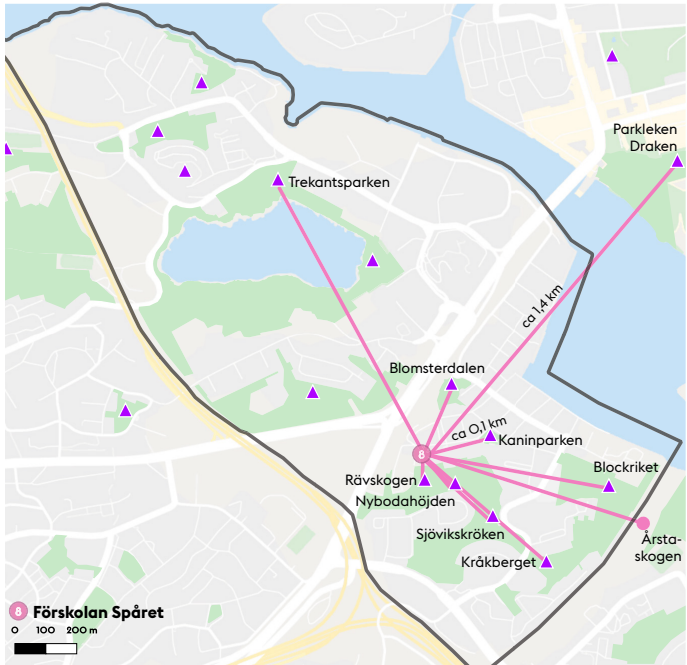 Parkleken
Draken
Trekantsparken
ca 1,4 km
Blomsterdalen
ca 0,1 km
Kaninparken
8
Blockriket
Rävskogen
Nybodahöjden
Sjövikskröken
Årsta-
skogen
Kråkberget
8 Förskolan Spåret
0 100 200 m